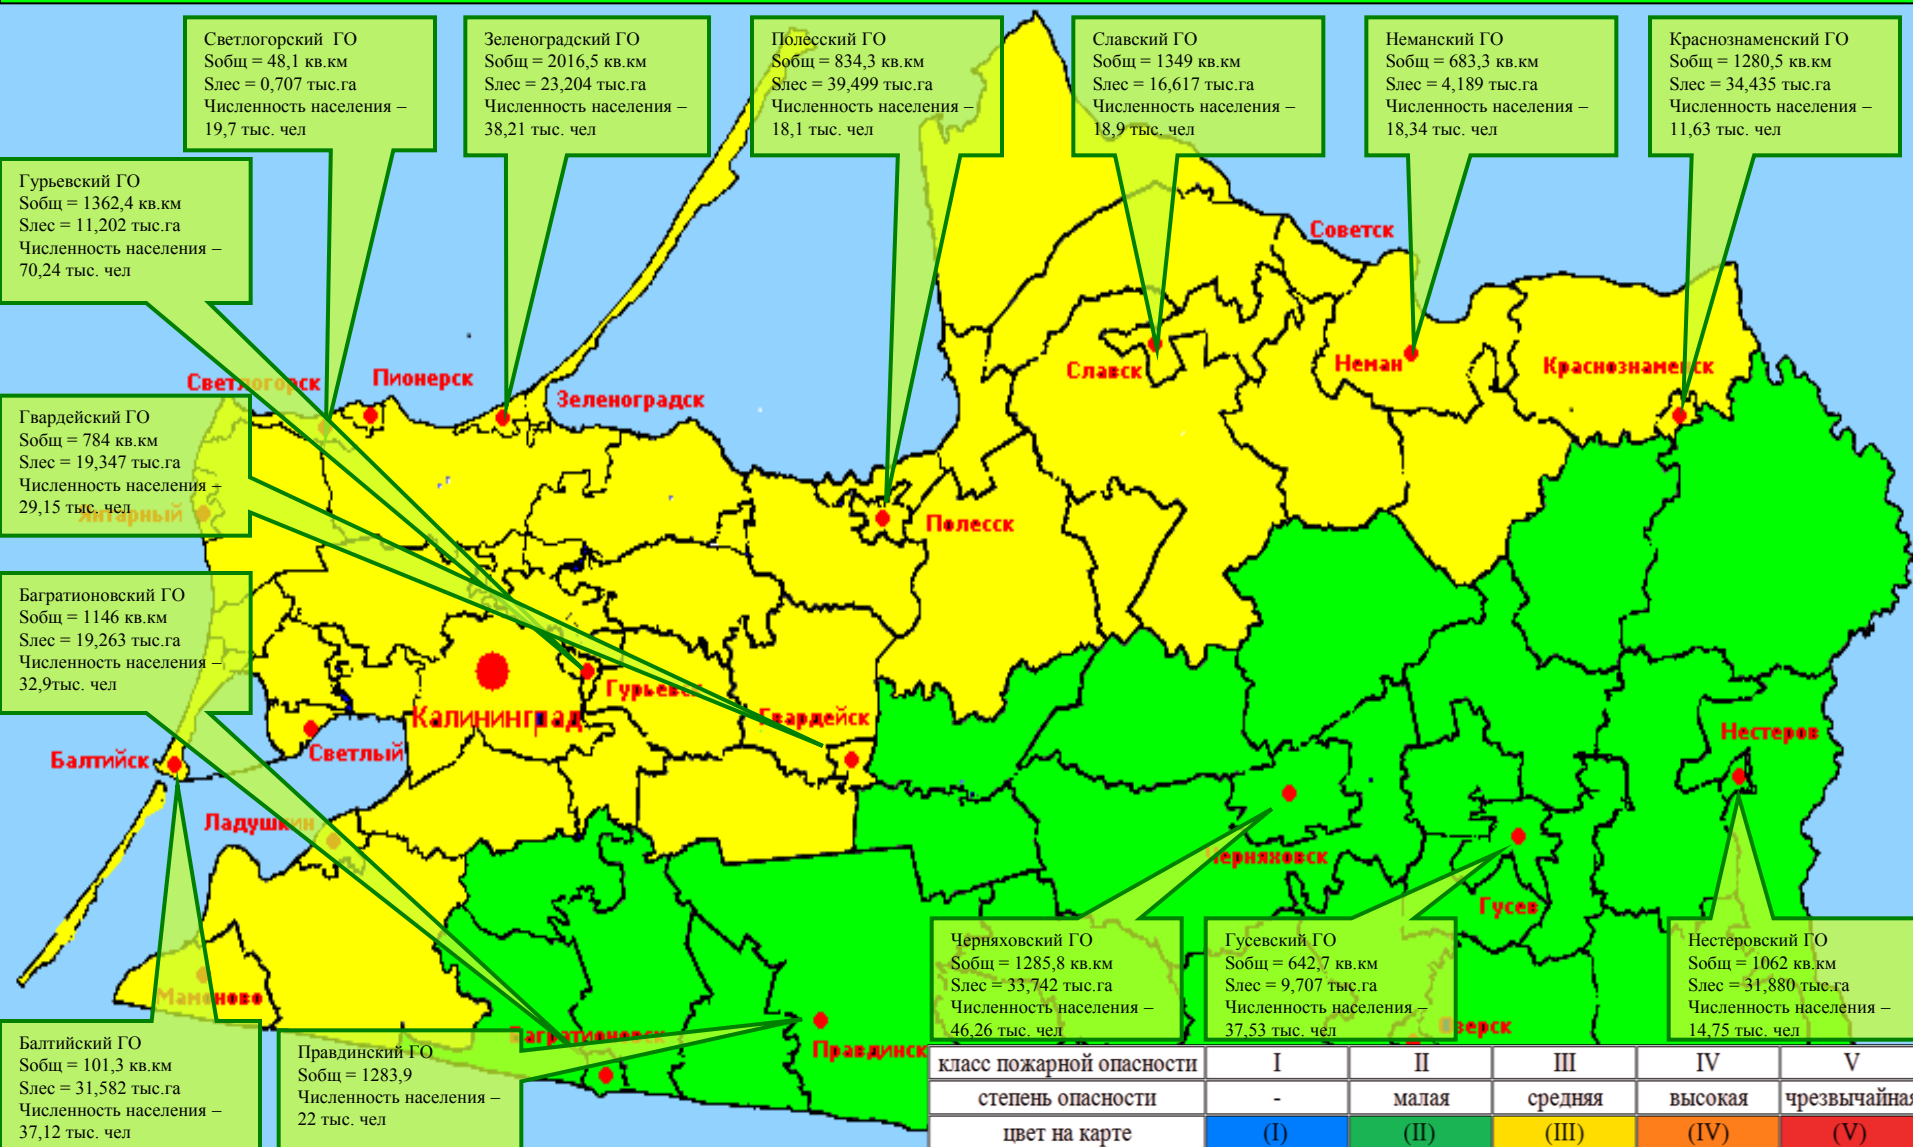 Светлогорский ГО
Sобщ = 48,1 кв.км
Sлес = 0,707 тыс.га
Численность населения –
19,7 тыс. чел
Зеленоградский ГО
Sобщ = 2016,5 кв.км
Sлес = 23,204 тыс.га
Численность населения –
38,21 тыс. чел
Полесский ГО
Sобщ = 834,3 кв.км
Sлес = 39,499 тыс.га
Численность населения –
18,1 тыс. чел
Славский ГО
Sобщ = 1349 кв.км
Sлес = 16,617 тыс.га
Численность населения –
18,9 тыс. чел
Неманский ГО
Sобщ = 683,3 кв.км
Sлес = 4,189 тыс.га
Численность населения –
18,34 тыс. чел
Краснознаменский ГО
Sобщ = 1280,5 кв.км
Sлес = 34,435 тыс.га
Численность населения –
11,63 тыс. чел
Гурьевский ГО
Sобщ = 1362,4 кв.км
Sлес = 11,202 тыс.га
Численность населения –
70,24 тыс. чел
Советск
Светлогорск
Пионерск
Зеленоградск
Славск
Неман
Краснознаменск
Гвардейский ГО
Sобщ = 784 кв.км
Sлес = 19,347 тыс.га
Численность населения –
29,15 тыс. чел
Янтарный
Полесск
Багратионовский ГО
Sобщ = 1146 кв.км
Sлес = 19,263 тыс.га
Численность населения –
32,9тыс. чел
Гурьевск
Калининград
Гвардейск
Нестеров
Балтийск
Светлый
Ладушкин
Черняховск
Гусев
Мамоново
Багратионовск
Правдинск
Озерск
Черняховский ГО
Sобщ = 1285,8 кв.км
Sлес = 33,742 тыс.га
Численность населения –
46,26 тыс. чел
Гусевский ГО
Sобщ = 642,7 кв.км
Sлес = 9,707 тыс.га
Численность населения –
37,53 тыс. чел
Нестеровский ГО
Sобщ = 1062 кв.км
Sлес = 31,880 тыс.га
Численность населения –
14,75 тыс. чел
Балтийский ГО
Sобщ = 101,3 кв.км
Sлес = 31,582 тыс.га
Численность населения –
37,12 тыс. чел
Правдинский ГО
Sобщ = 1283,9
Численность населения –
22 тыс. чел
класс пожарной опасности I II III IV V
степень опасности - малая средняя высокая чрезвычайная
цвет на карте (I) (II) (III) (IV) (V)